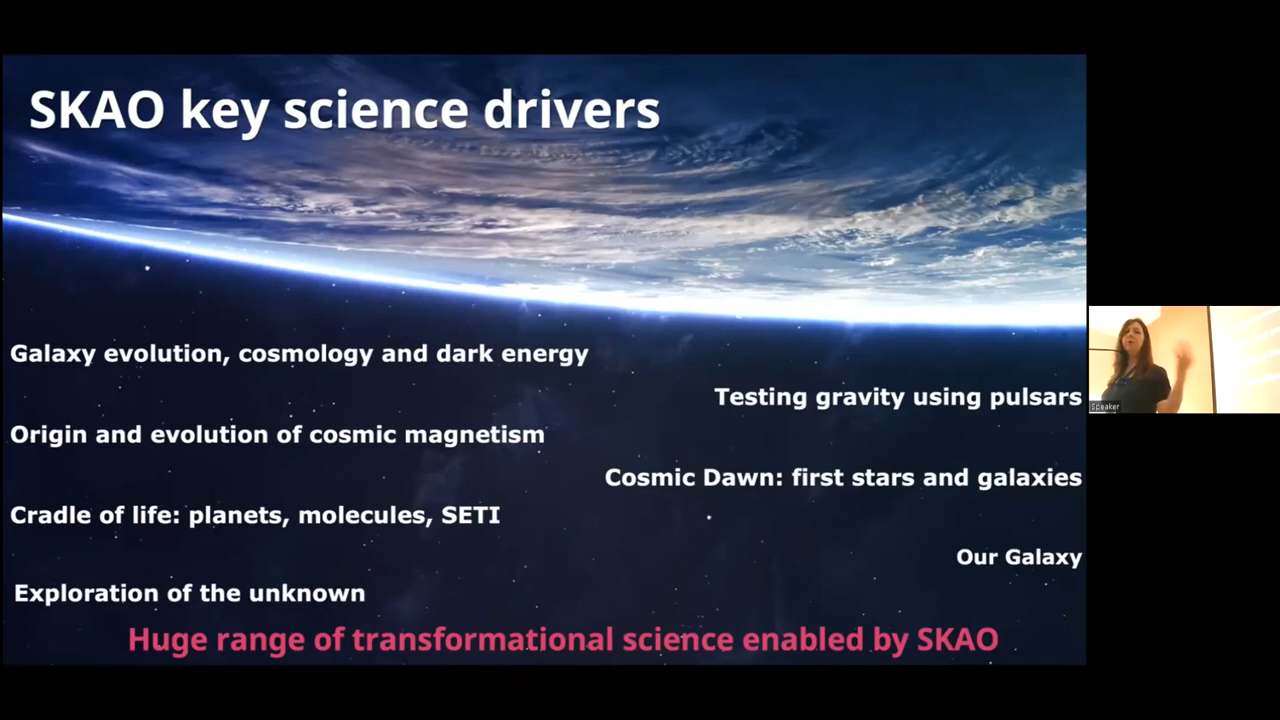 SKAO key science drivers
Galaxy evolution, cosmology and dark energy
Testing gravity using pulsars
Origin and evolution of cosmic magnetism
Cosmic Dawn: first stars and galaxies
Cradle of life: planets, molecules, SETI
Our Galaxy
Exploration of the unknown
Huge range of transformational science enabled by SKAO
Speaker